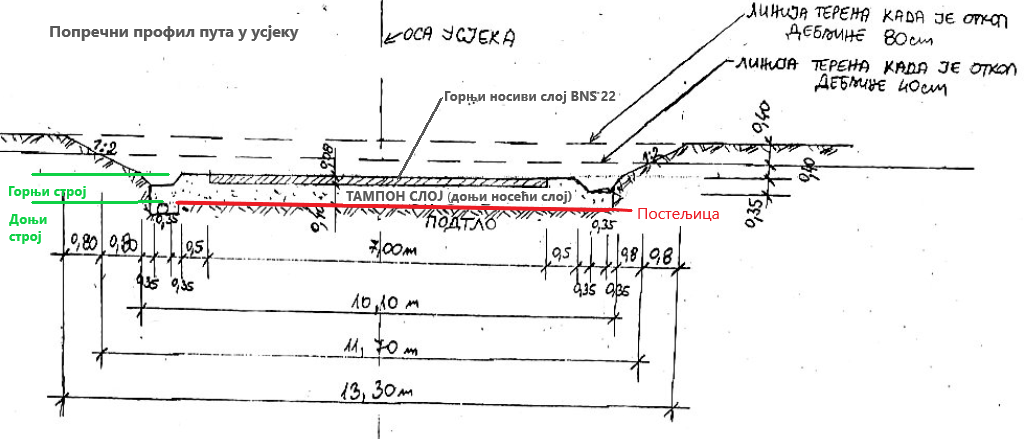 Попречни профил пута у усјеку
ОСА УСЈЕКА
ЛИНИЈА ТЕРЕНА КАДА ЈЕ ОТКОП
ДЕБЉИНЕ 80cm
ЛИНИЈА ТЕРЕНА КАДА ЈЕ ОТКОП
ДЕБЉИНЕ 40cm
Горњи носиви слој BNS 22
1:2
1:2
0,08
0,40
0,40
0,35
Горњи строј
ТАМПОН СЛОЈ (доњи носећи слој)
0,40
Доњи
строј
Постељица
ПОДТЛО
0,35
0,35
0,80
0,80
0,5
7,00m
0,5
0,8
0,8
0,35
0,35
0,35
0,35
10,10 m
11,70 m
13,30 m